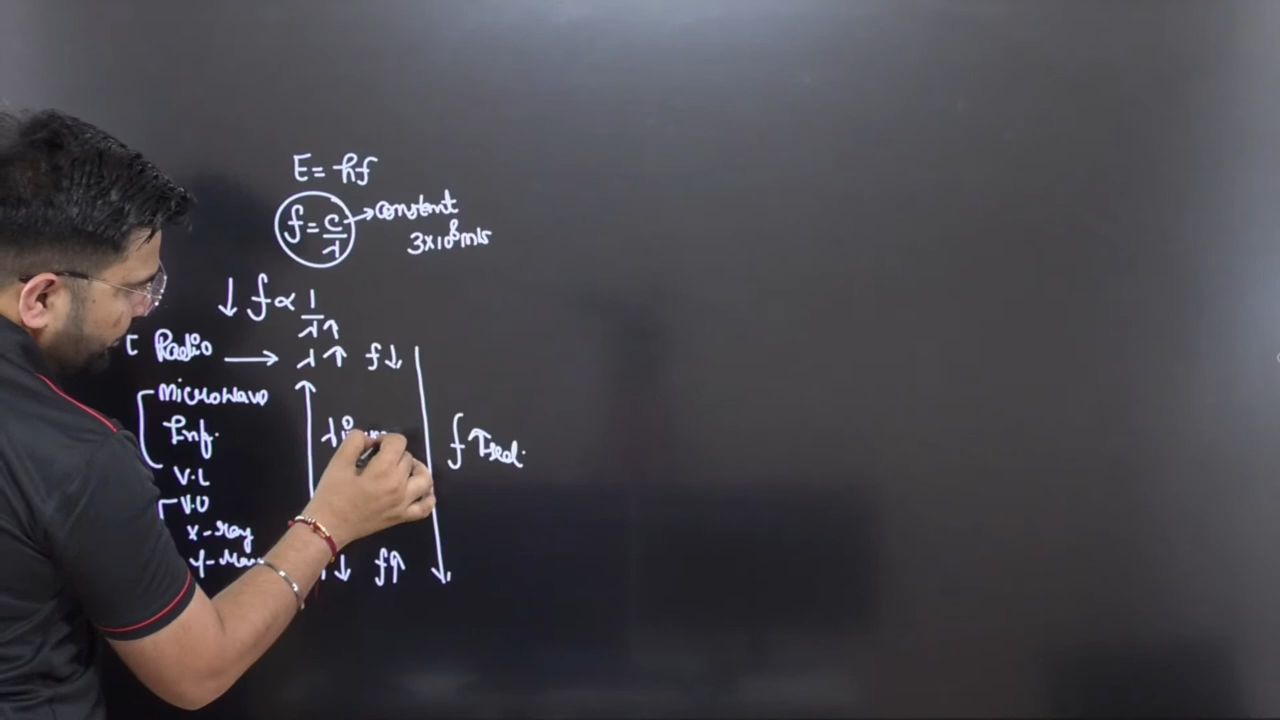 E = hf
f = c/λ → constant
3×10⁸ m/s
↓ f ∝ 1/λ ↑
Radio → λ ↑ f ↓
Microwave
Inf.
f ↑
V.L
V.U
X-Ray
↓ f↑